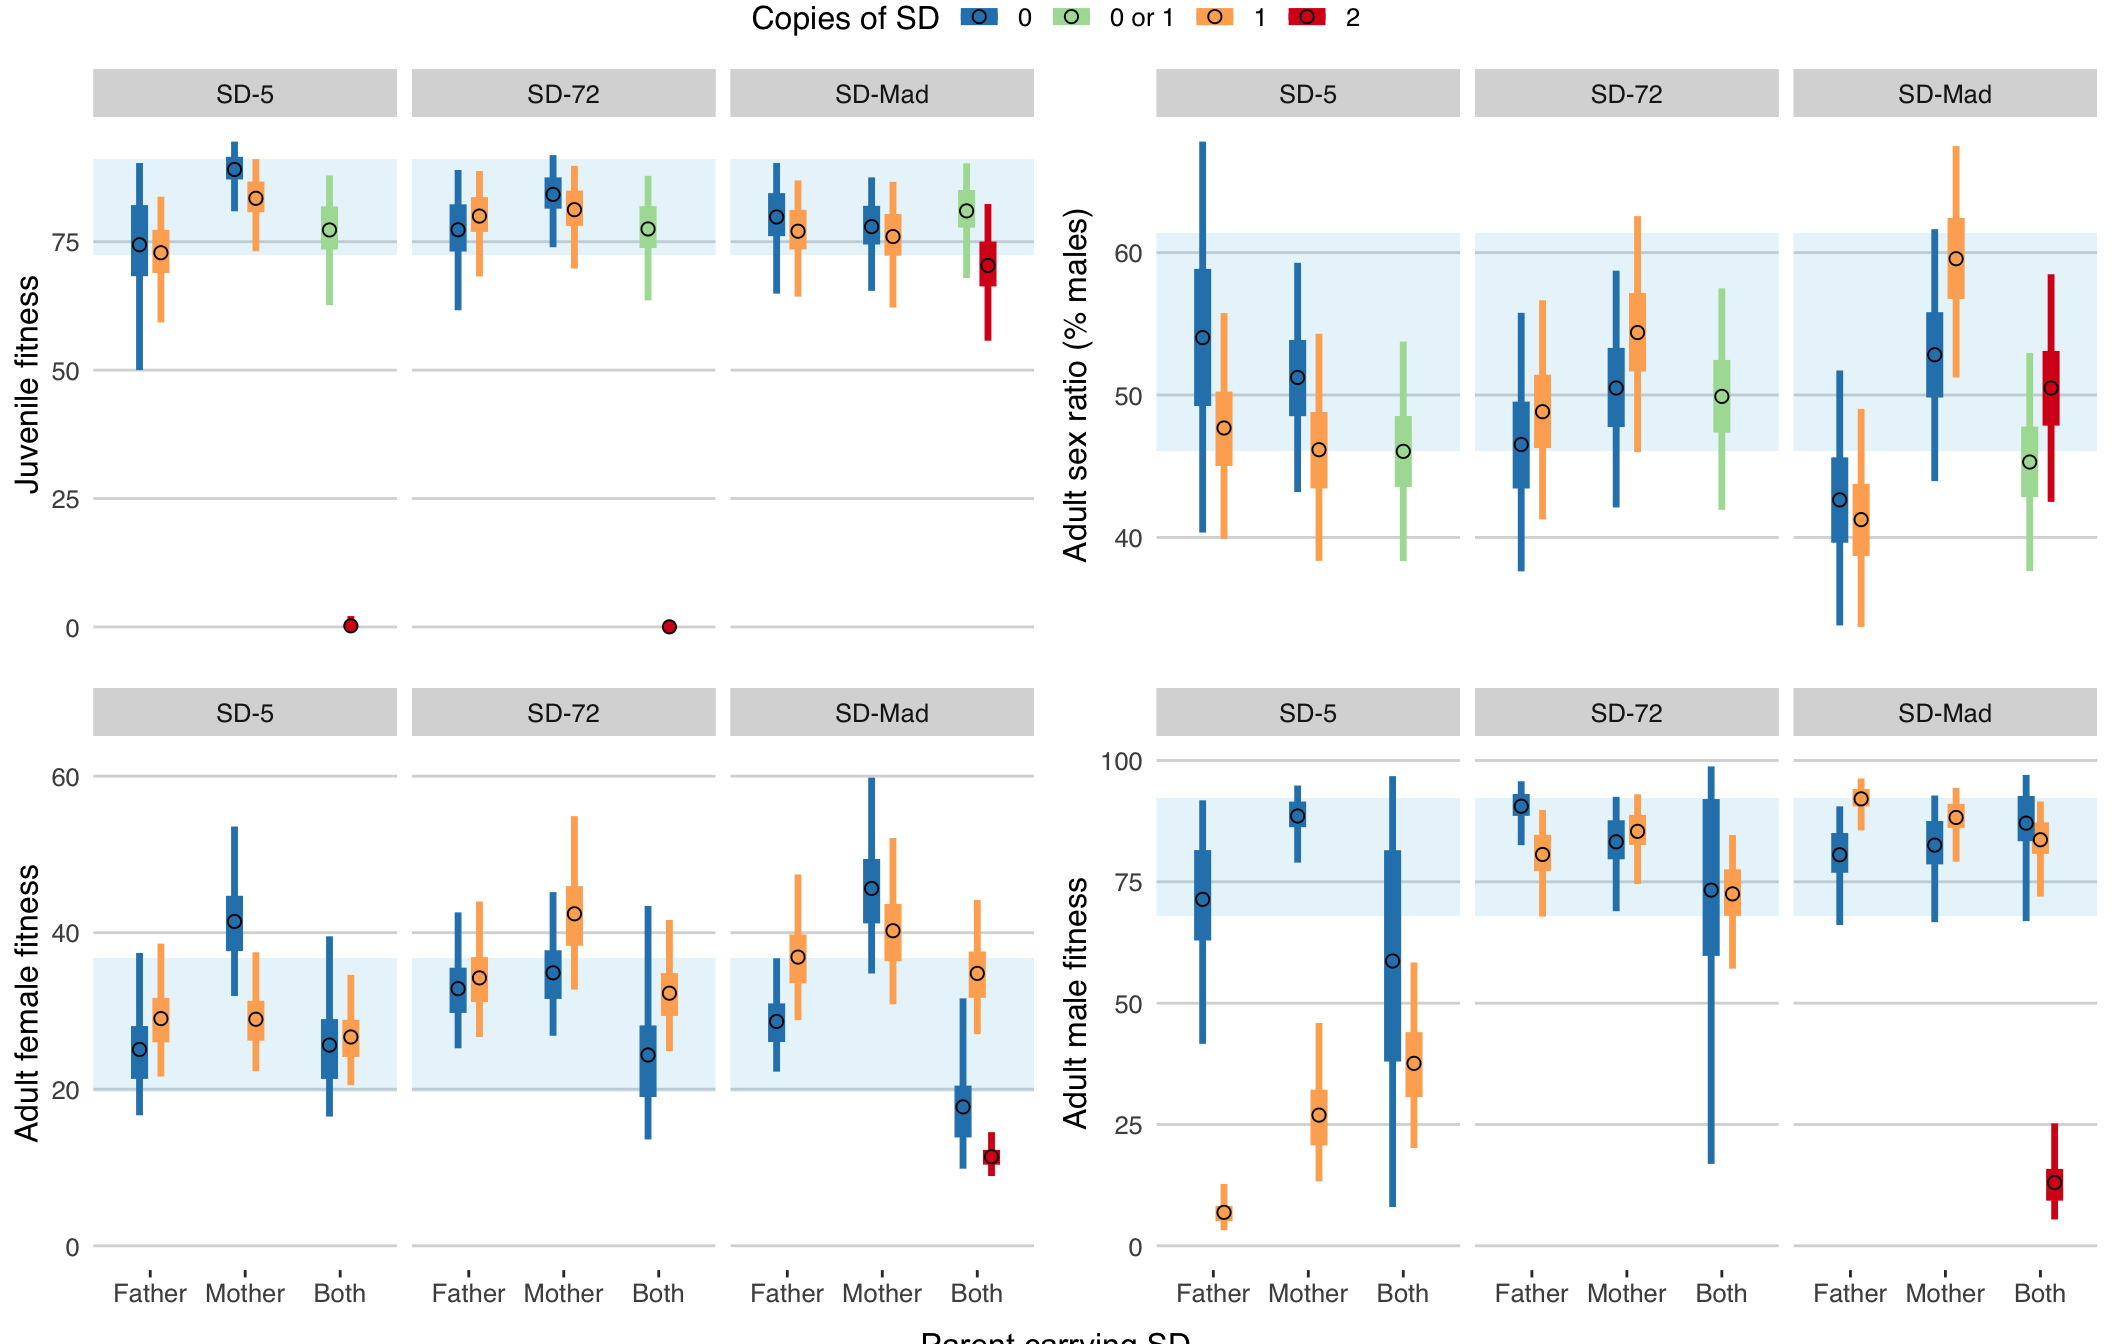 Copies of SD 0 0 or 1 1 2
SD-5 SD-72 SD-Mad SD-5 SD-72 SD-Mad
Juvenile fitness
75
50
25
0
Adult sex ratio (% males)
60
50
40
SD-5 SD-72 SD-Mad SD-5 SD-72 SD-Mad
Adult female fitness
60
40
20
0
Adult male fitness
100
75
50
25
0
Father Mother Both Father Mother Both Father Mother Both Father Mother Both Father Mother Both Father Mother Both
Parent carrying SD